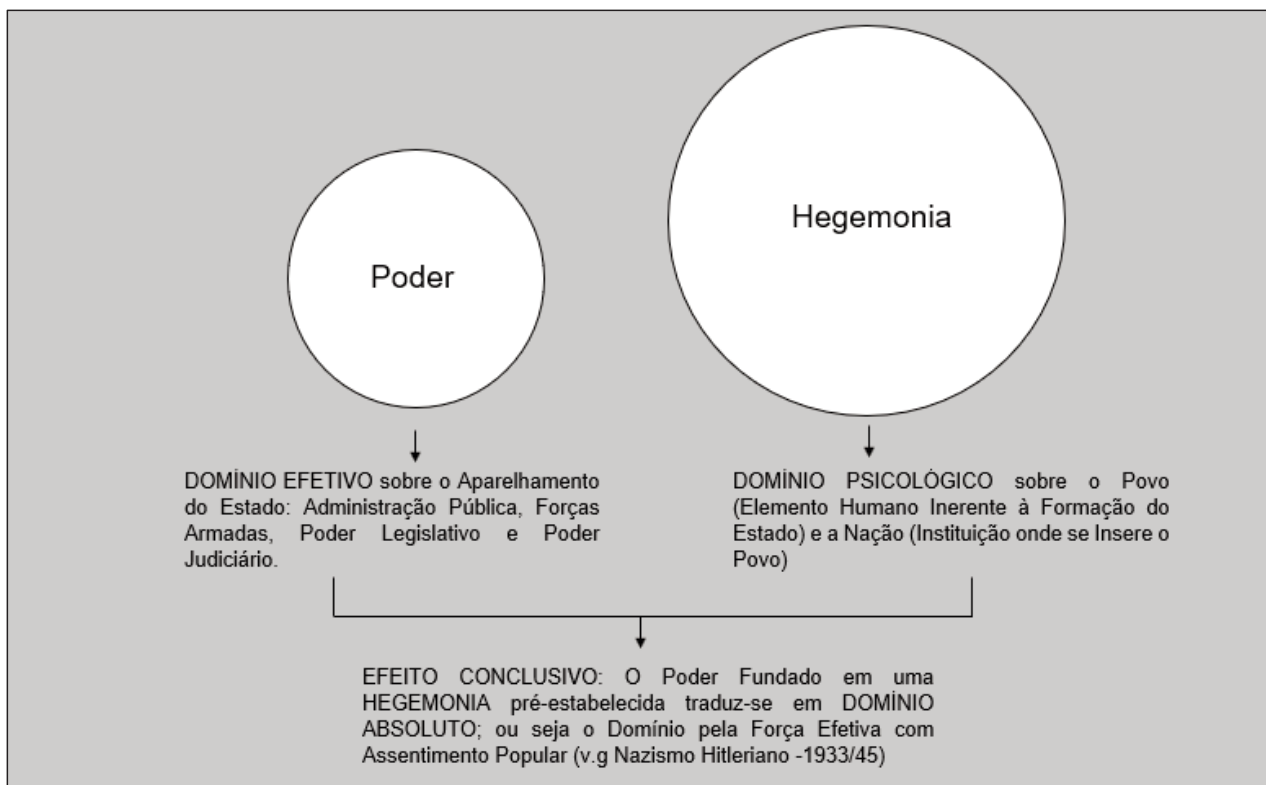 Poder
Hegemonia
DOMÍNIO EFETIVO sobre o Aparelhamento
do Estado: Administração Pública, Forças
Armadas, Poder Legislativo e Poder
Judiciário.
DOMÍNIO PSICOLÓGICO sobre o Povo
(Elemento Humano Inerente à Formação do
Estado) e a Nação (Instituição onde se Insere o
Povo)
EFEITO CONCLUSIVO: O Poder Fundado em uma
HEGEMONIA pré-estabelecida traduz-se em DOMÍNIO
ABSOLUTO; ou seja o Domínio pela Força Efetiva com
Assentimento Popular (v.g Nazismo Hitleriano -1933/45)